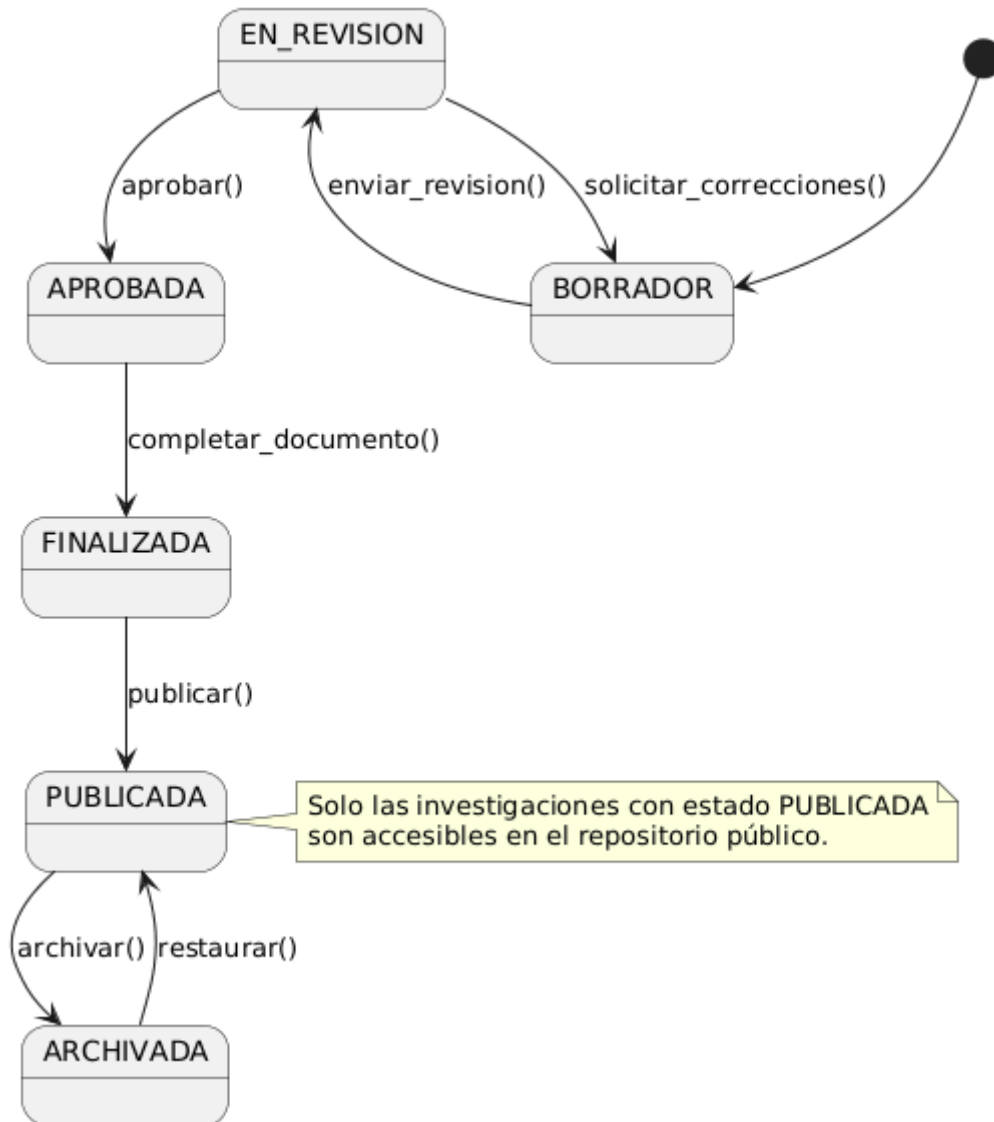 EN_REVISION
aprobar()
enviar_revision()
solicitar_correcciones()
APROBADA
BORRADOR
completar_documento()
FINALIZADA
publicar()
PUBLICADA
Solo las investigaciones con estado PUBLICADA
son accesibles en el repositorio público.
archivar()
restaurar()
ARCHIVADA